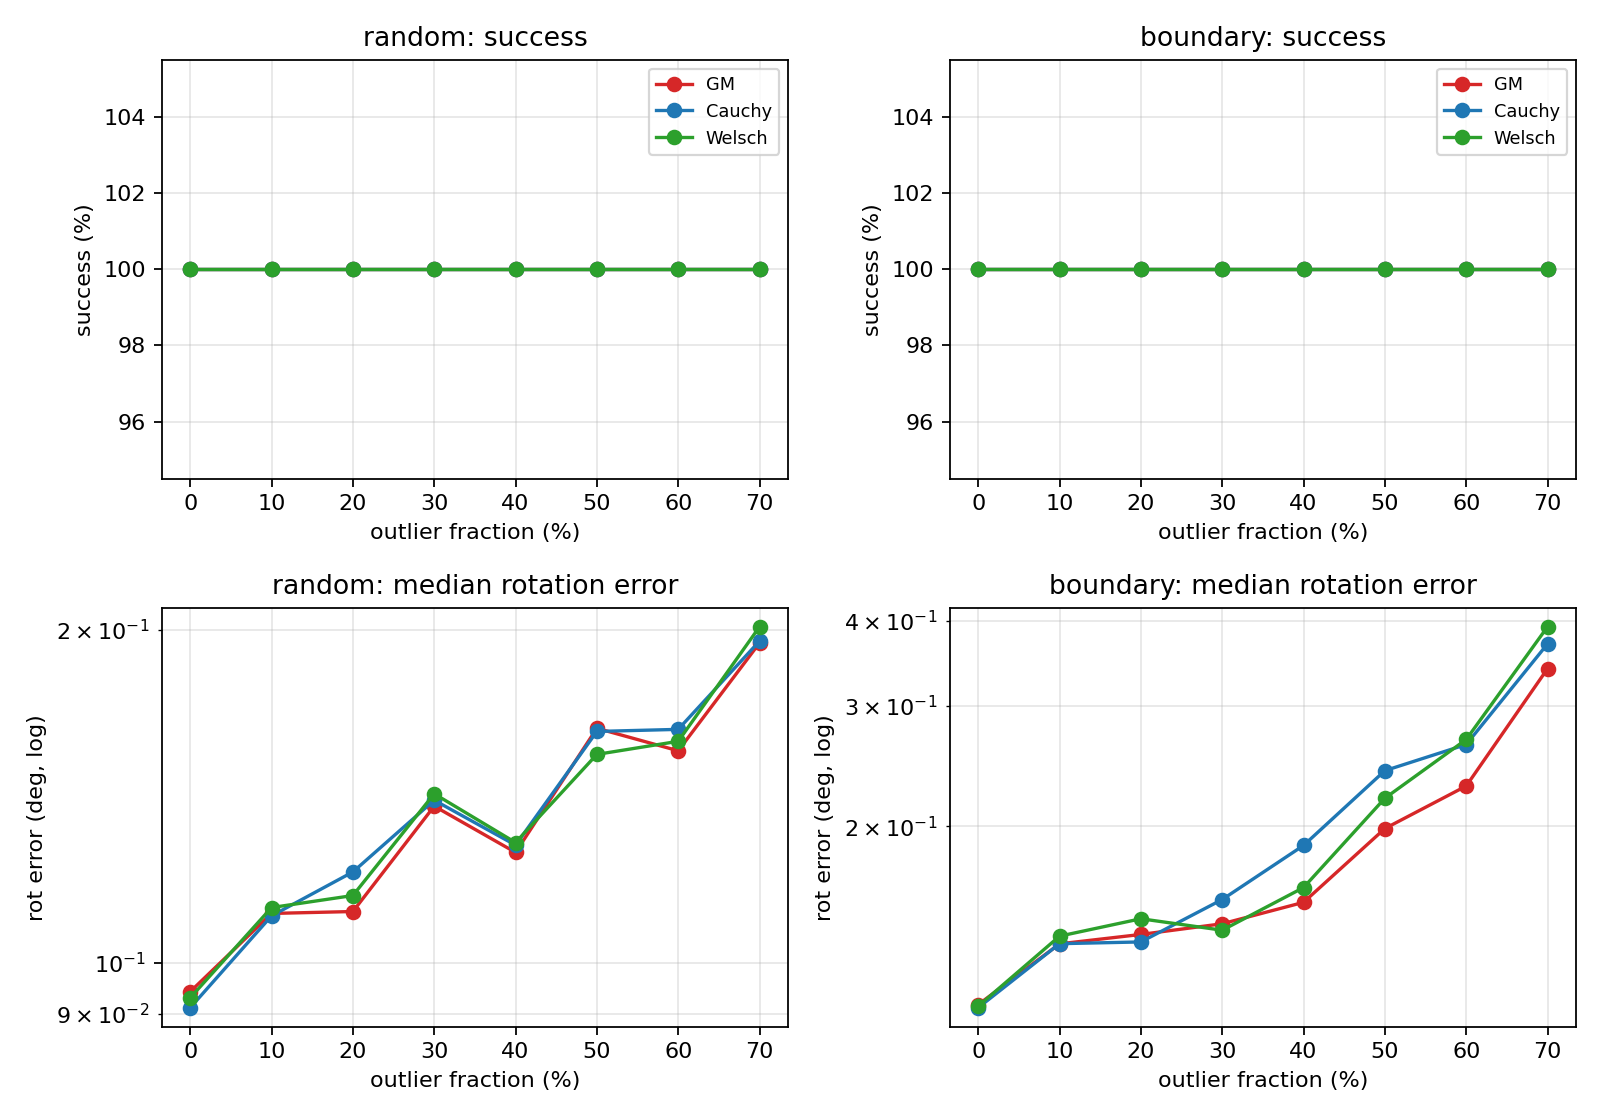 random: success
104
102
100
98
96
success (%)
0 10 20 30 40 50 60 70
outlier fraction (%)
GM
Cauchy
Welsch
boundary: success
104
102
100
98
96
success (%)
0 10 20 30 40 50 60 70
outlier fraction (%)
GM
Cauchy
Welsch
random: median rotation error
2 × 10⁻¹
10⁻¹
9 × 10⁻²
rot error (deg, log)
0 10 20 30 40 50 60 70
outlier fraction (%)
boundary: median rotation error
4 × 10⁻¹
3 × 10⁻¹
2 × 10⁻¹
rot error (deg, log)
0 10 20 30 40 50 60 70
outlier fraction (%)